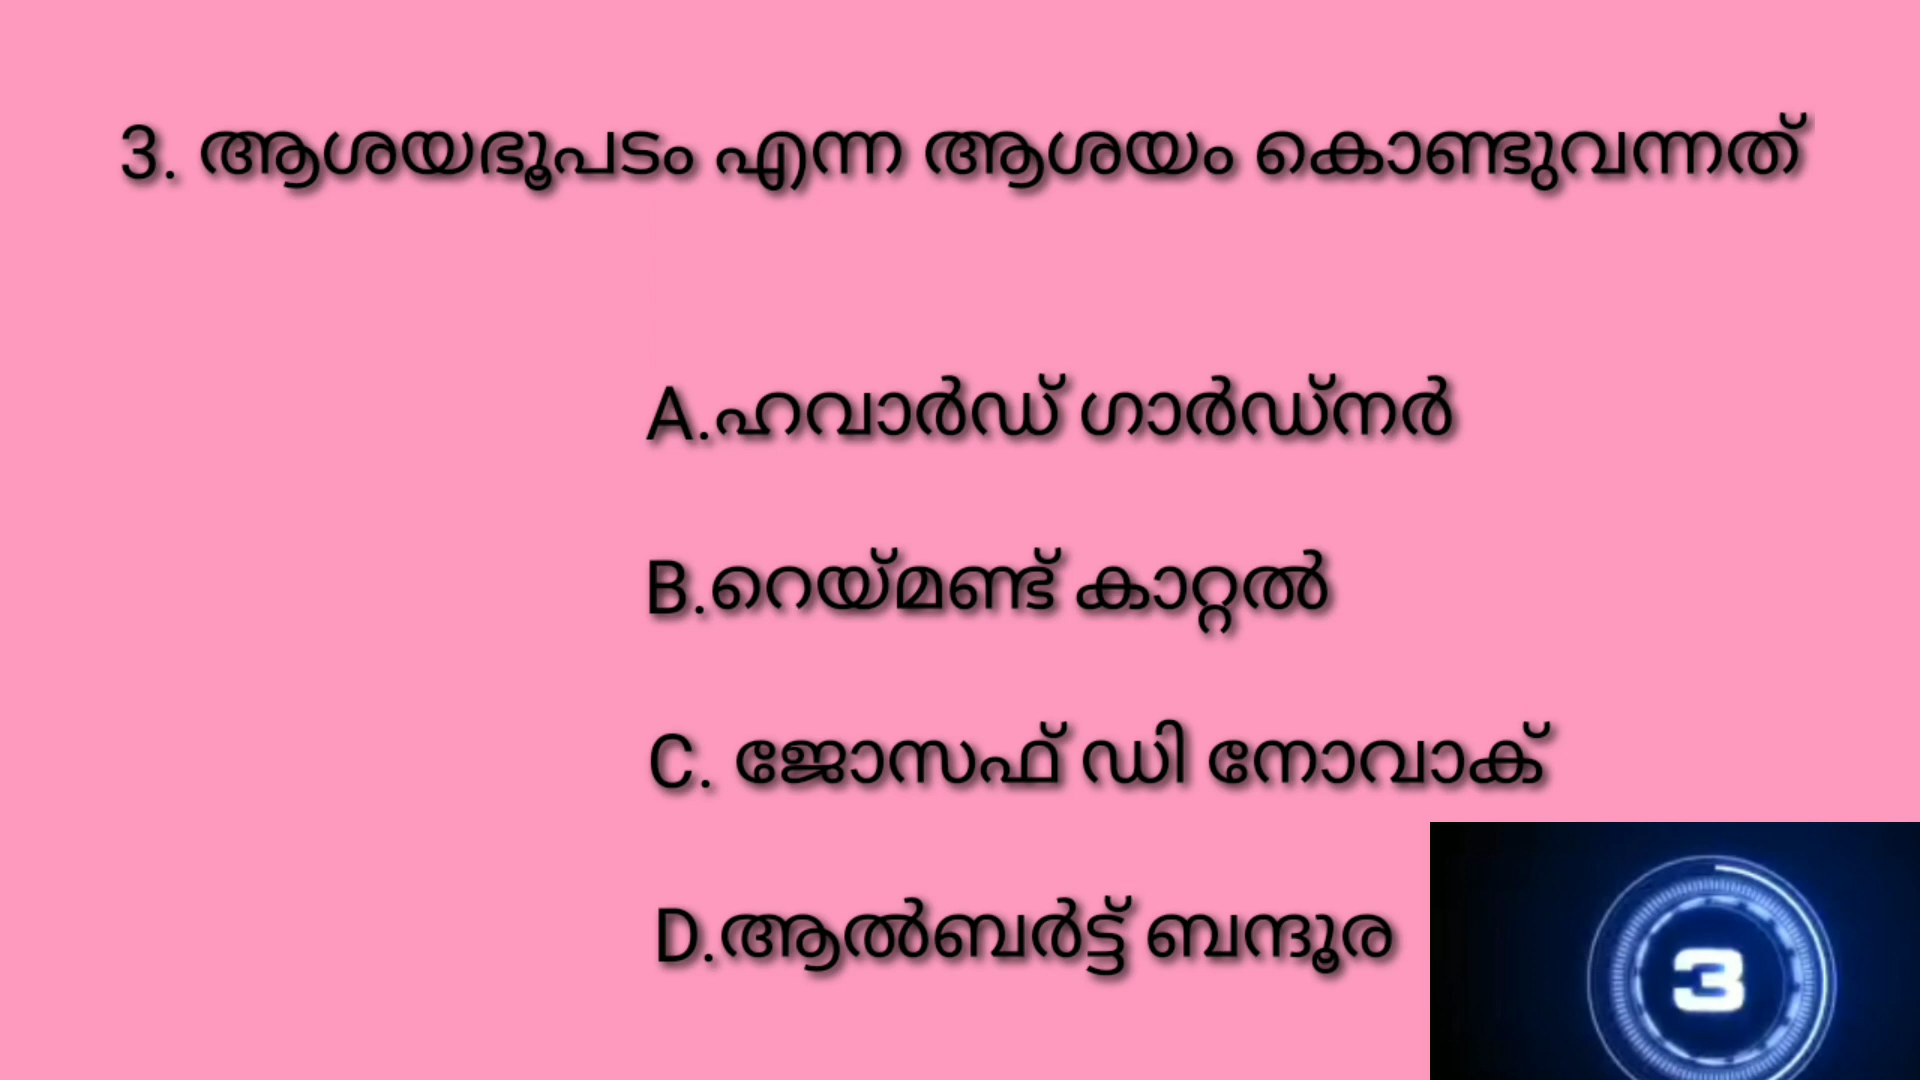 3. ആശയഭൂപടം എന്ന ആശയം കൊണ്ടുവന്നത്
A.ഹവാർഡ് ഗാർഡ്നർ
B.റെയ്മണ്ട് കാറ്റൽ
C. ജോസഫ് ഡി നോവാക്
D.ആൽബർട്ട് ബന്ദൂര
3